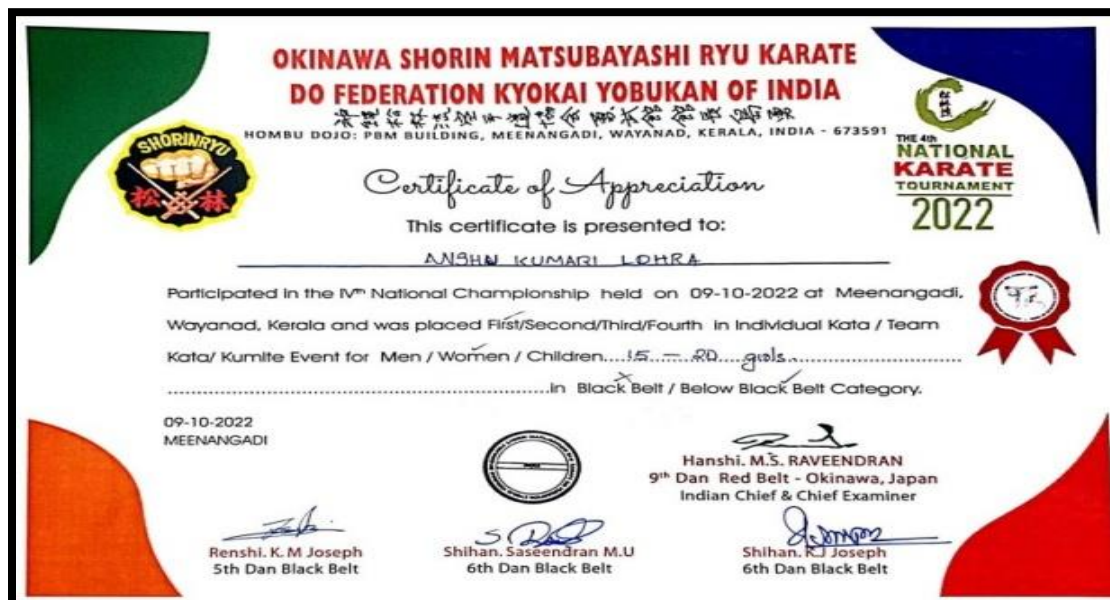 OKINAWA SHORIN MATSUBAYASHI RYU KARATE
DO FEDERATION KYOKAI YOBUKAN OF INDIA
HOMBU DOJO: PBM BUILDING, MEENANGADI, WAYANAD, KERALA, INDIA - 673591
SHORINRYU
松 林
THE 4th
NATIONAL
KARATE
TOURNAMENT
2022
Certificate of Appreciation
This certificate is presented to:
ANSHU KUMARI LOHRA
Participated in the IVth National Championship held on 09-10-2022 at Meenangadi,
Wayanad, Kerala and was placed First/Second/Third/Fourth in Individual Kata / Team
Kata/ Kumite Event for Men / Women / Children....15 - 20 girls.
in Black Belt / Below Black Belt Category.
09-10-2022
MEENANGADI
Hanshi. M.S. RAVEENDRAN
9th Dan Red Belt - Okinawa, Japan
Indian Chief & Chief Examiner
Renshi. K. M Joseph
5th Dan Black Belt
Shihan. Saseendran M.U
6th Dan Black Belt
Shihan. K.J Joseph
6th Dan Black Belt